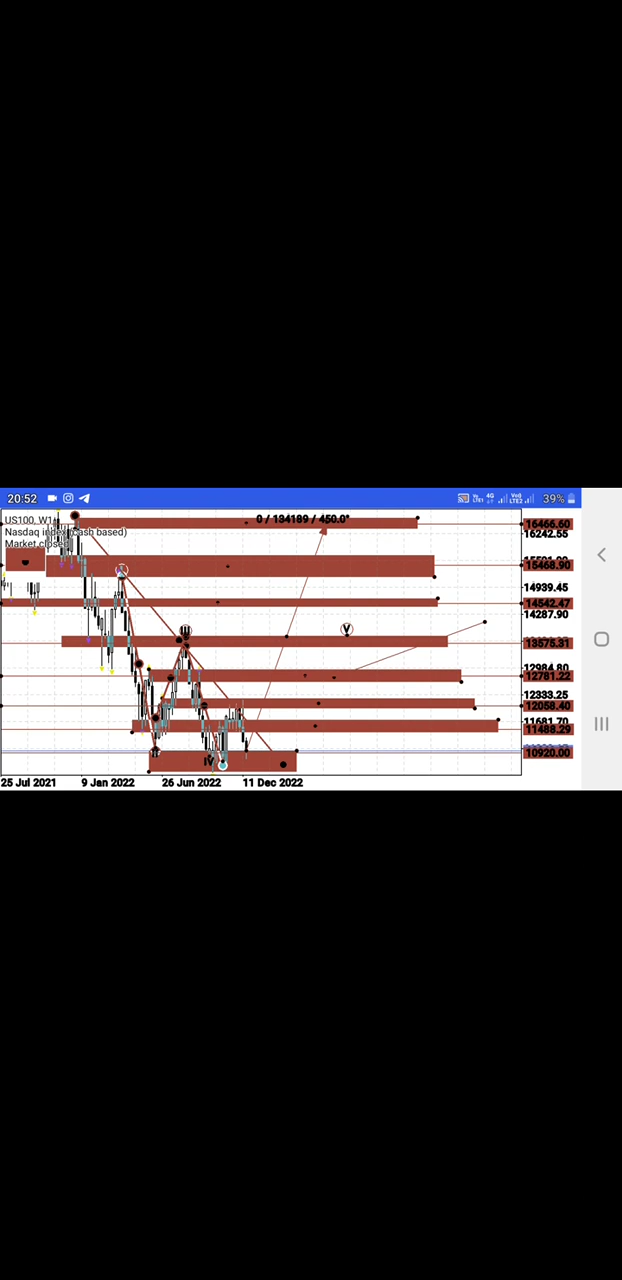 20:52
4G
39%
US100, W1
Nasdaq index (cash based)
Market closed
0 / 134189 / 450.0°
16466.60
16242.55
15468.90
14939.45
14542.47
14287.90
V
13575.31
12984.80
12781.22
12333.25
12058.40
11681.70
11488.29
10920.00
IV
25 Jul 2021
9 Jan 2022
26 Jun 2022
11 Dec 2022